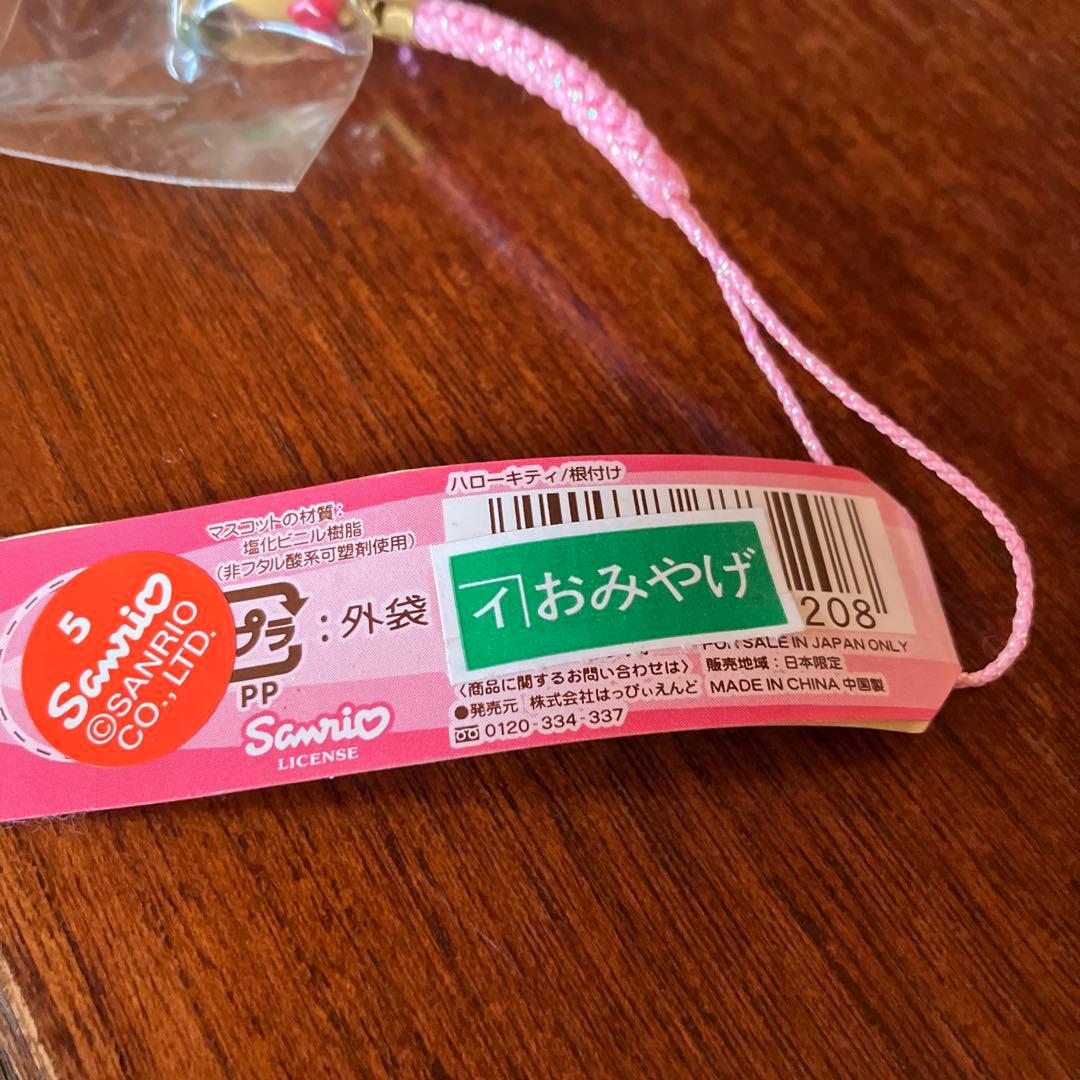 ハローキティ/根付け
マスコットの材質:
塩化ビニル樹脂
(非フタル酸系可塑剤使用)
プラ
:外袋
PP
Sanrio
LICENSE
5
Sanrio
©SANRIO
CO., LTD.
おみやげ
208
SALE IN JAPAN ONLY
〈商品に関するお問い合わせは〉
販売地域:日本限定
●発売元 株式会社はっぴぃえんど
MADE IN CHINA 中国製
0120-334-337